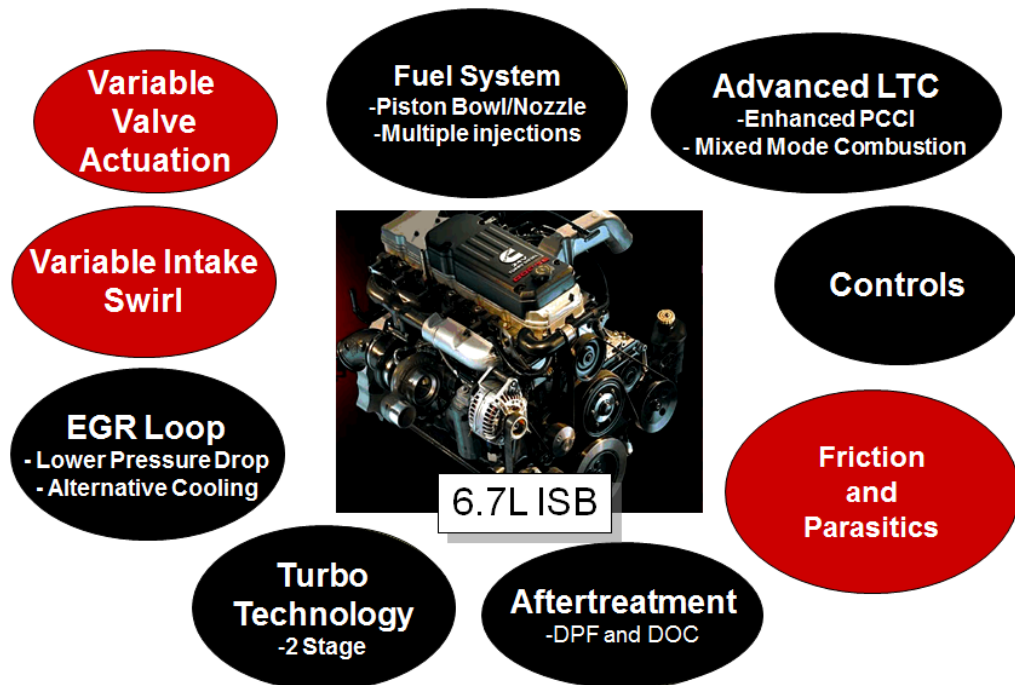 Variable
Valve
Actuation
Fuel System
-Piston Bowl/Nozzle
-Multiple injections
Advanced LTC
-Enhanced PCCI
- Mixed Mode Combustion
Variable Intake
Swirl
Controls
EGR Loop
- Lower Pressure Drop
- Alternative Cooling
6.7L ISB
Friction
and
Parasitics
Turbo
Technology
-2 Stage
Aftertreatment
-DPF and DOC